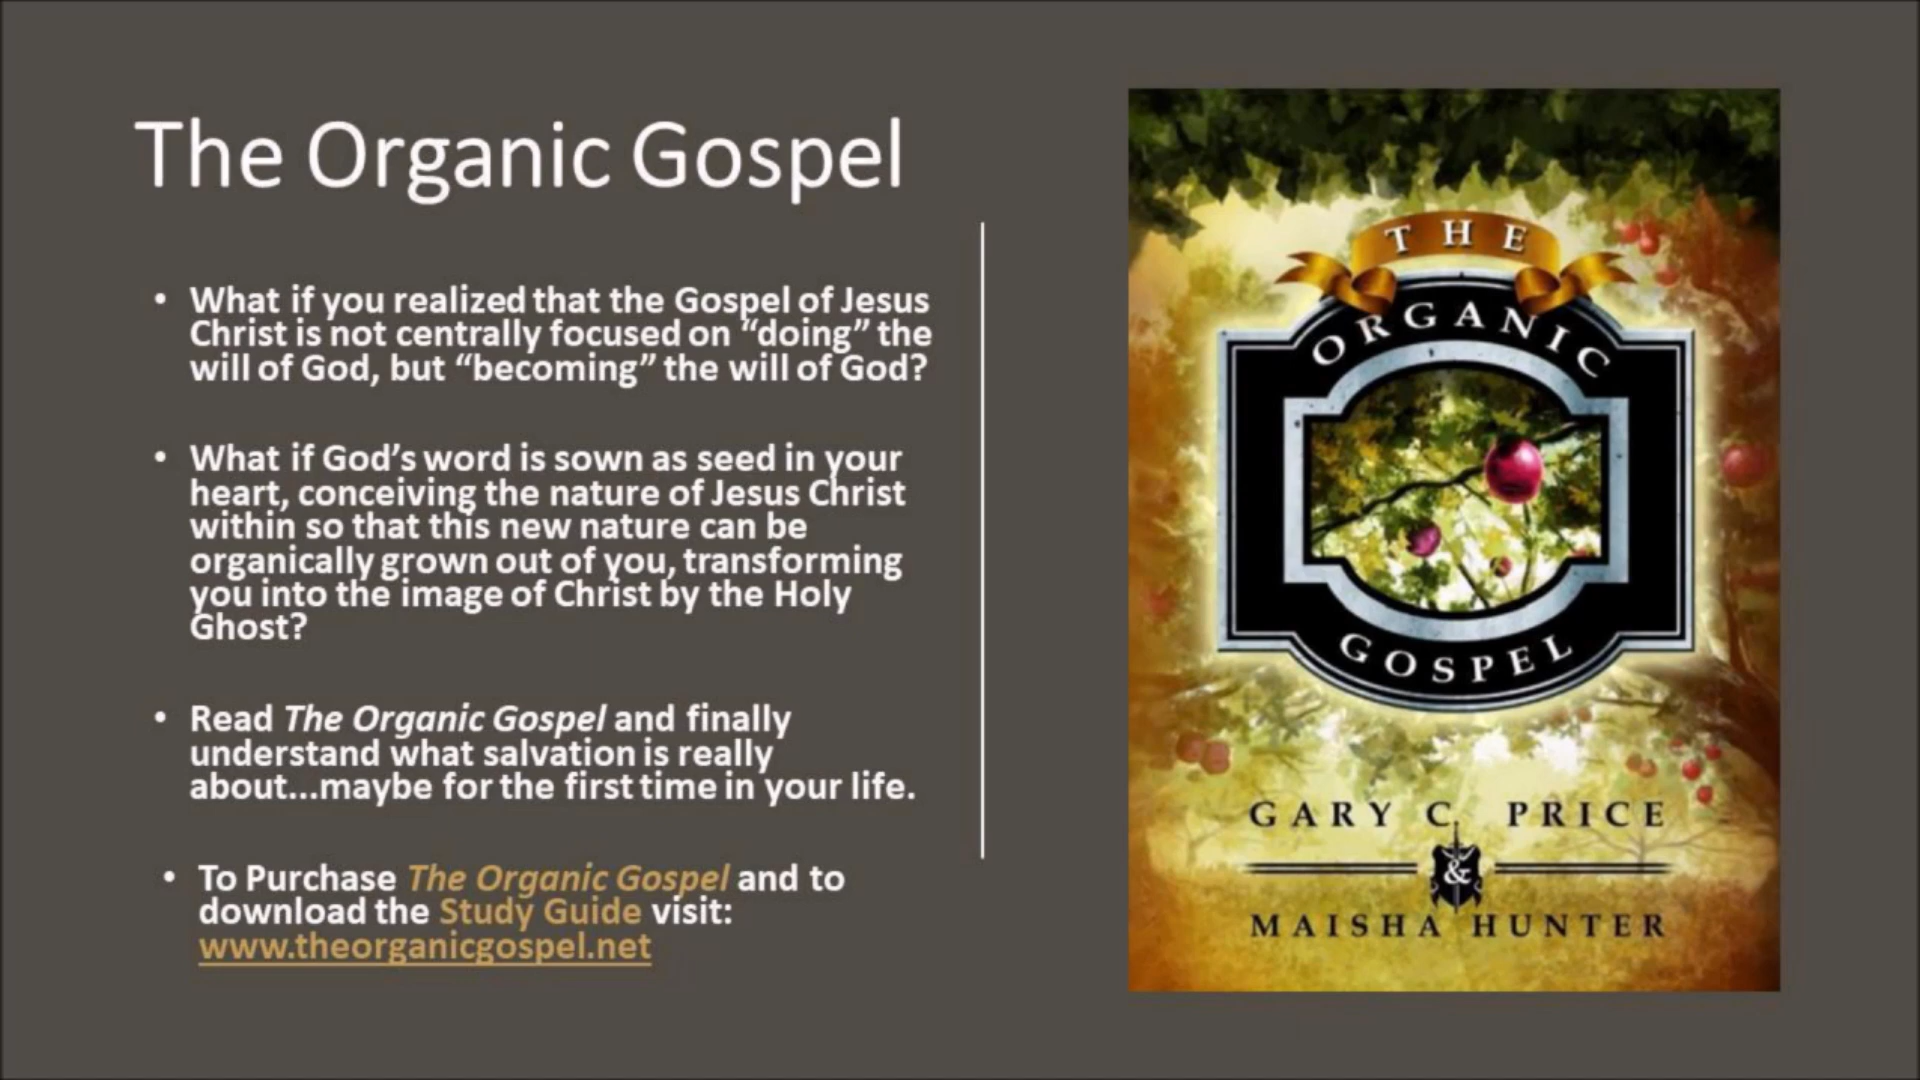 The Organic Gospel
• What if you realized that the Gospel of Jesus
Christ is not centrally focused on “doing” the
will of God, but “becoming” the will of God?
• What if God’s word is sown as seed in your
heart, conceiving the nature of Jesus Christ
within so that this new nature can be
organically grown out of you, transforming
you into the image of Christ by the Holy
Ghost?
• Read The Organic Gospel and finally
understand what salvation is really
about...maybe for the first time in your life.
• To Purchase The Organic Gospel and to
download the Study Guide visit:
www.theorganicgospel.net
THE
ORGANIC
GOSPEL
GARY C. PRICE
&
MAISHA HUNTER